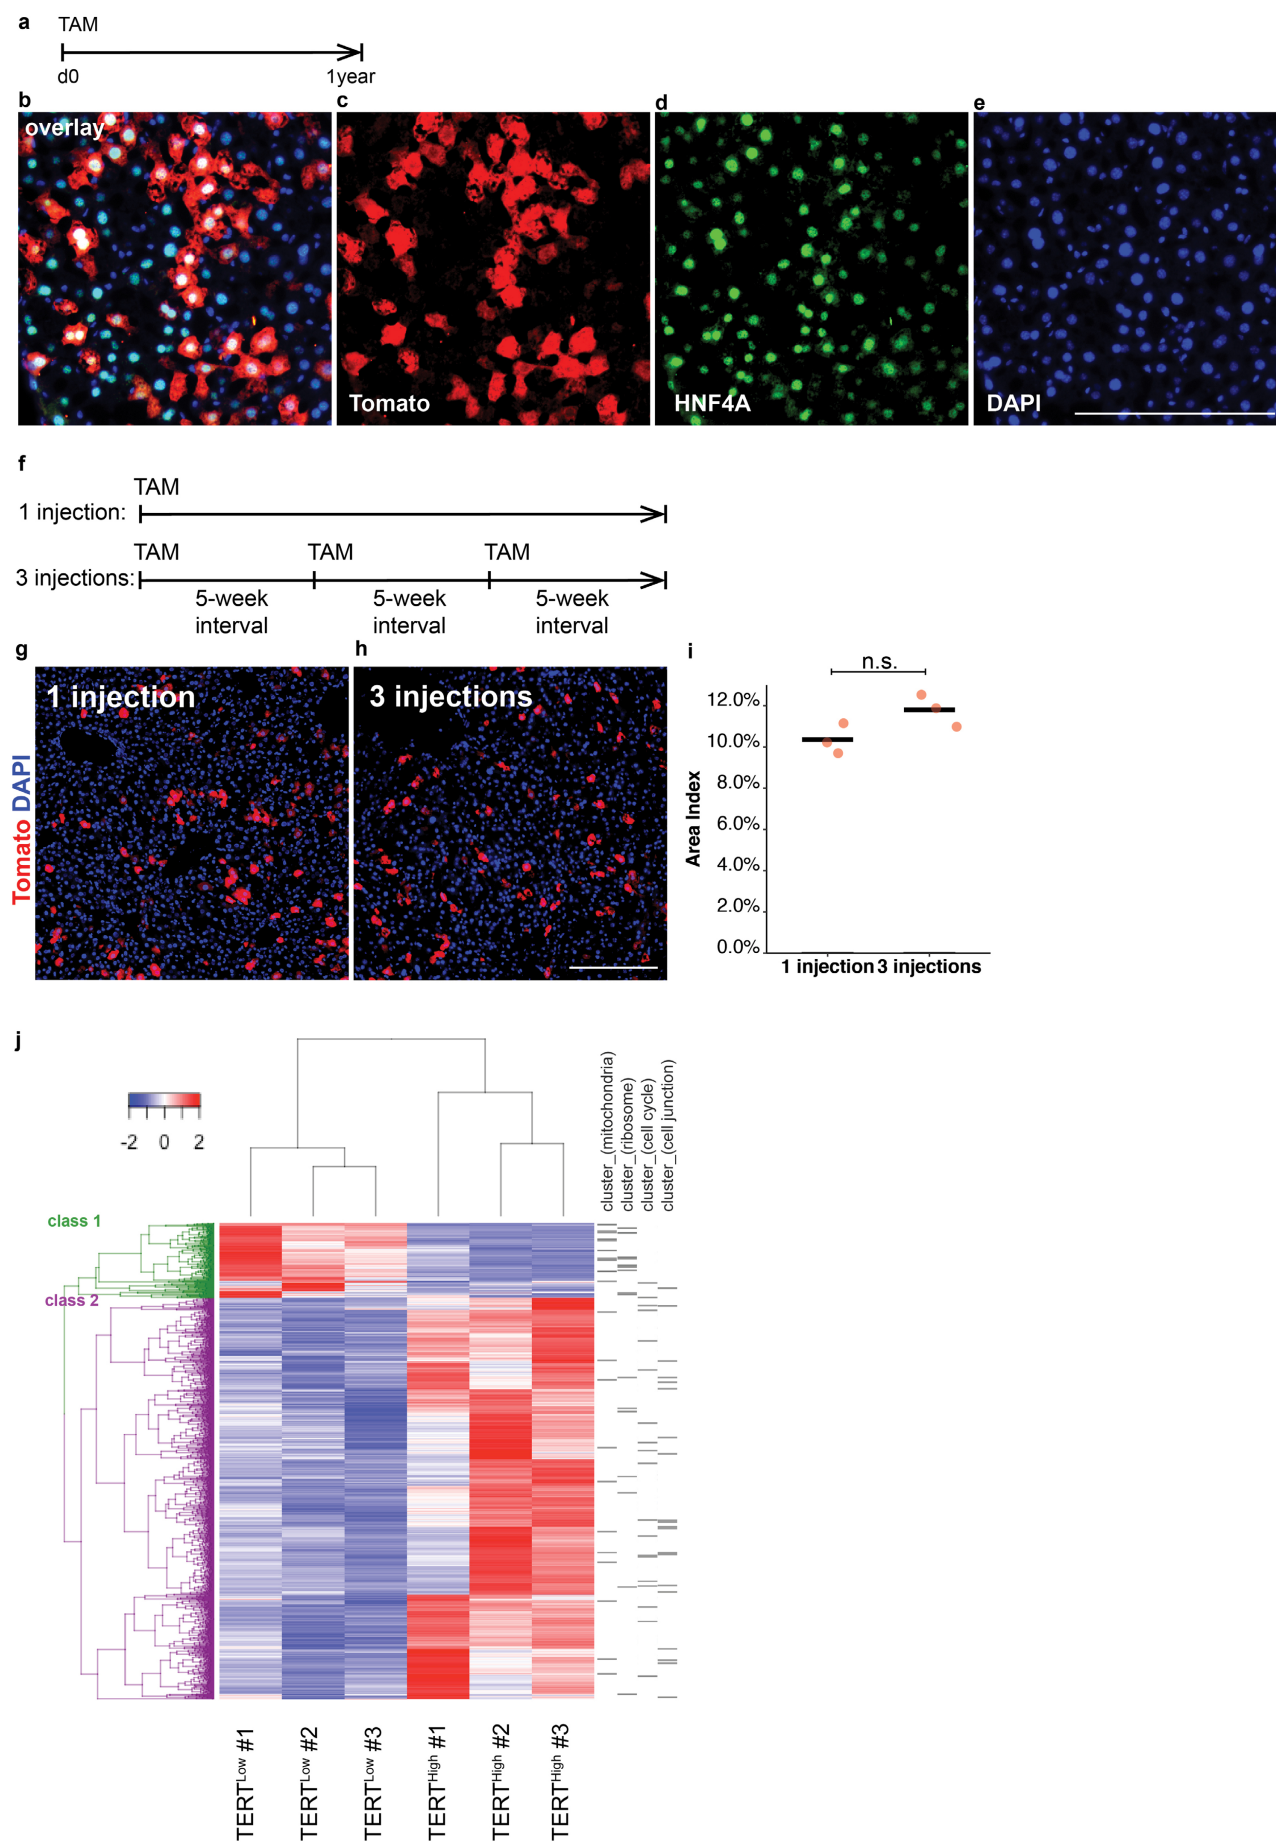 a
TAM
d0 1year
b c d e
overlay
Tomato HNF4A DAPI
f
TAM
1 injection:
TAM TAM TAM
3 injections:
5-week 5-week 5-week
interval interval interval
g h i
1 injection 3 injections
Tomato DAPI
n.s.
12.0%
10.0%
8.0%
6.0%
4.0%
2.0%
0.0%
Area Index
1 injection 3 injections
j
-2 0 2
cluster_(mitochondria)
cluster_(ribosome)
cluster_(cell cycle)
cluster_(cell junction)
class 1
class 2
TERTLow #1
TERTLow #2
TERTLow #3
TERTHigh #1
TERTHigh #2
TERTHigh #3